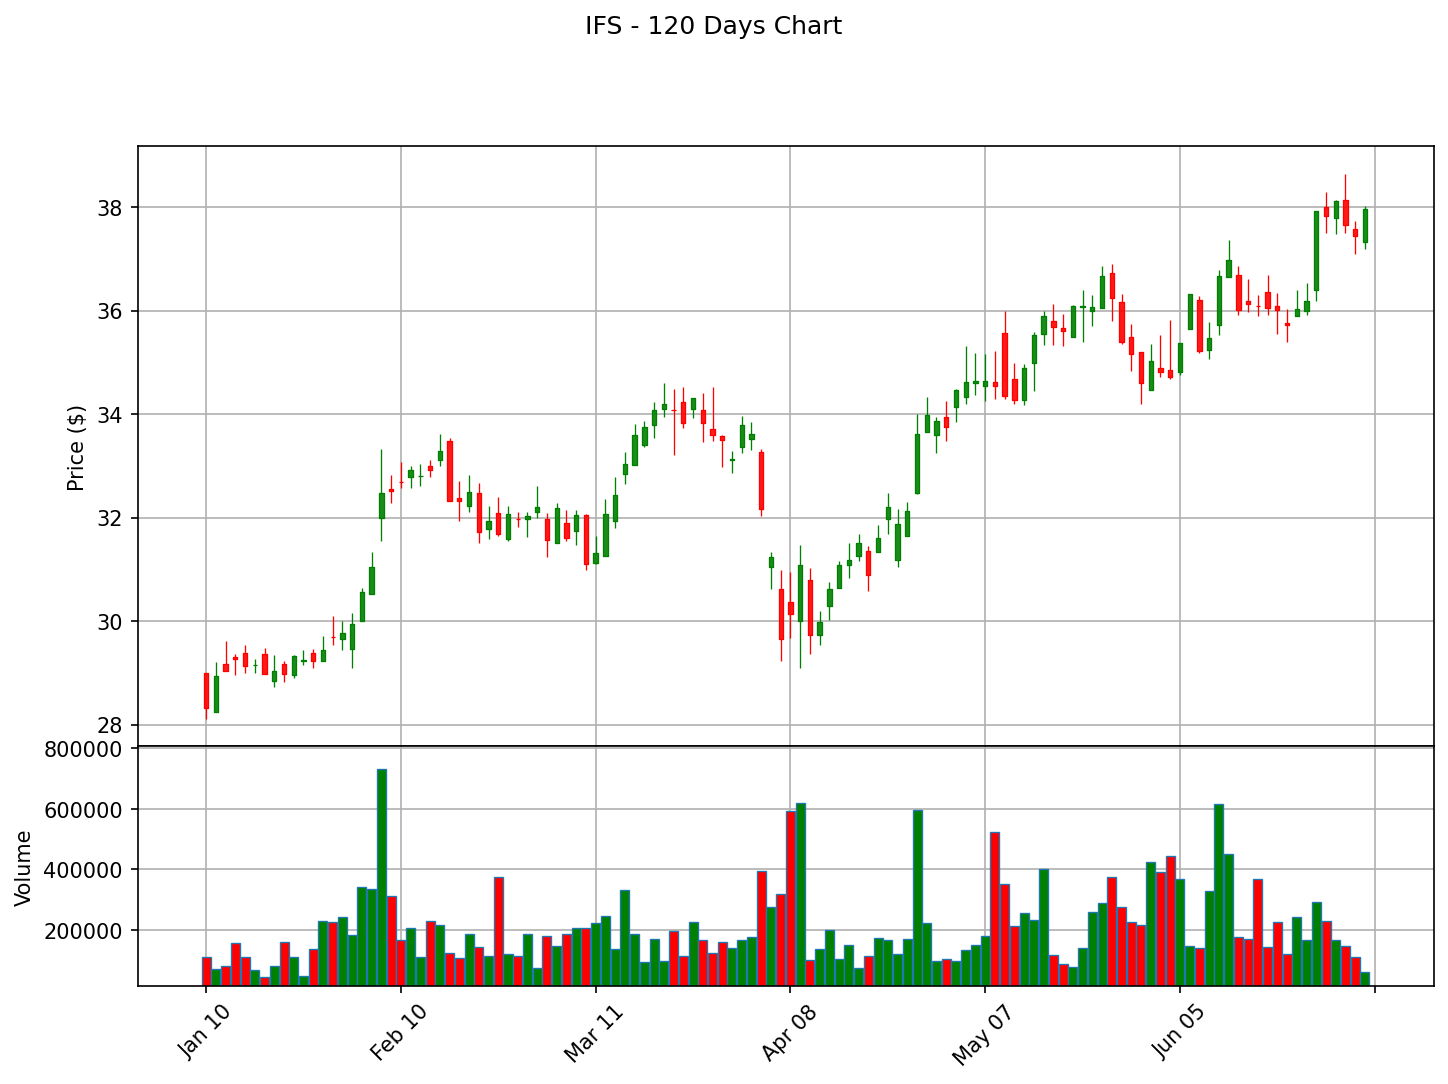 IFS - 120 Days Chart
38
36
34
32
30
28
Price ($)
800000
600000
400000
200000
Volume
Jan 10
Feb 10
Mar 11
Apr 08
May 07
Jun 05